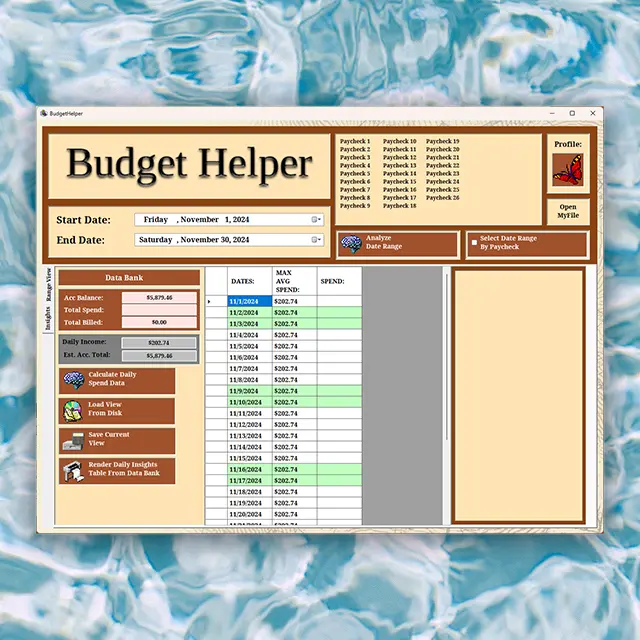 BudgetHelper
Budget Helper
Start Date: Friday , November 1, 2024
End Date: Saturday , November 30, 2024
Paycheck 1 Paycheck 10 Paycheck 19
Paycheck 2 Paycheck 11 Paycheck 20
Paycheck 3 Paycheck 12 Paycheck 21
Paycheck 4 Paycheck 13 Paycheck 22
Paycheck 5 Paycheck 14 Paycheck 23
Paycheck 6 Paycheck 15 Paycheck 24
Paycheck 7 Paycheck 16 Paycheck 25
Paycheck 8 Paycheck 17 Paycheck 26
Paycheck 9 Paycheck 18
Profile:
Open
MyFile
Analyze
Date Range
Select Date Range
By Paycheck
Range View
Insights
Data Bank
Acc Balance: $5,879.46
Total Spend:
Total Billed: $0.00
Daily Income: $202.74
Est. Acc. Total: $5,879.46
Calculate Daily
Spend Data
Load View
From Disk
Save Current
View
Render Daily Insights
Table From Data Bank
DATES: MAX AVG SPEND: SPEND:
11/1/2024 $202.74
11/2/2024 $202.74
11/3/2024 $202.74
11/4/2024 $202.74
11/5/2024 $202.74
11/6/2024 $202.74
11/7/2024 $202.74
11/8/2024 $202.74
11/9/2024 $202.74
11/10/2024 $202.74
11/11/2024 $202.74
11/12/2024 $202.74
11/13/2024 $202.74
11/14/2024 $202.74
11/15/2024 $202.74
11/16/2024 $202.74
11/17/2024 $202.74
11/18/2024 $202.74
11/19/2024 $202.74
11/20/2024 $202.74